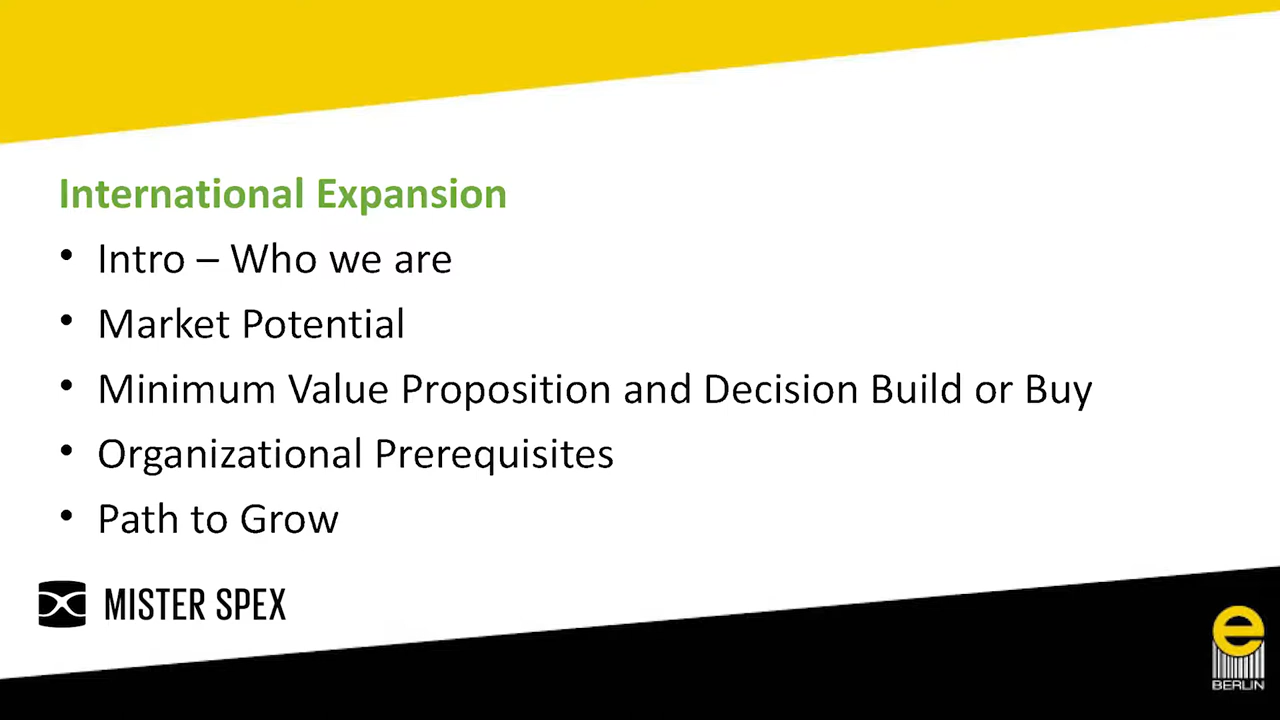 International Expansion
• Intro – Who we are
• Market Potential
• Minimum Value Proposition and Decision Build or Buy
• Organizational Prerequisites
• Path to Grow
MISTER SPEX
e
BERLIN